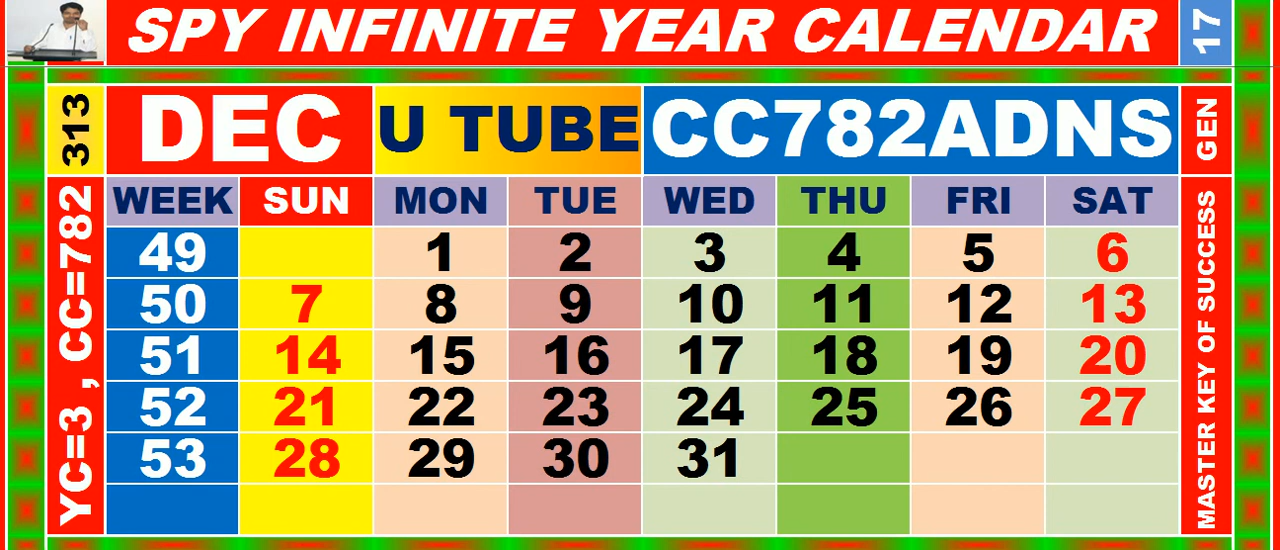 SPY INFINITE YEAR CALENDAR 17
313 DEC U TUBE CC782ADNS GEN
YC=3 , CC=782
WEEK SUN MON TUE WED THU FRI SAT
49 1 2 3 4 5 6
50 7 8 9 10 11 12 13
51 14 15 16 17 18 19 20
52 21 22 23 24 25 26 27
53 28 29 30 31
MASTER KEY OF SUCCESS